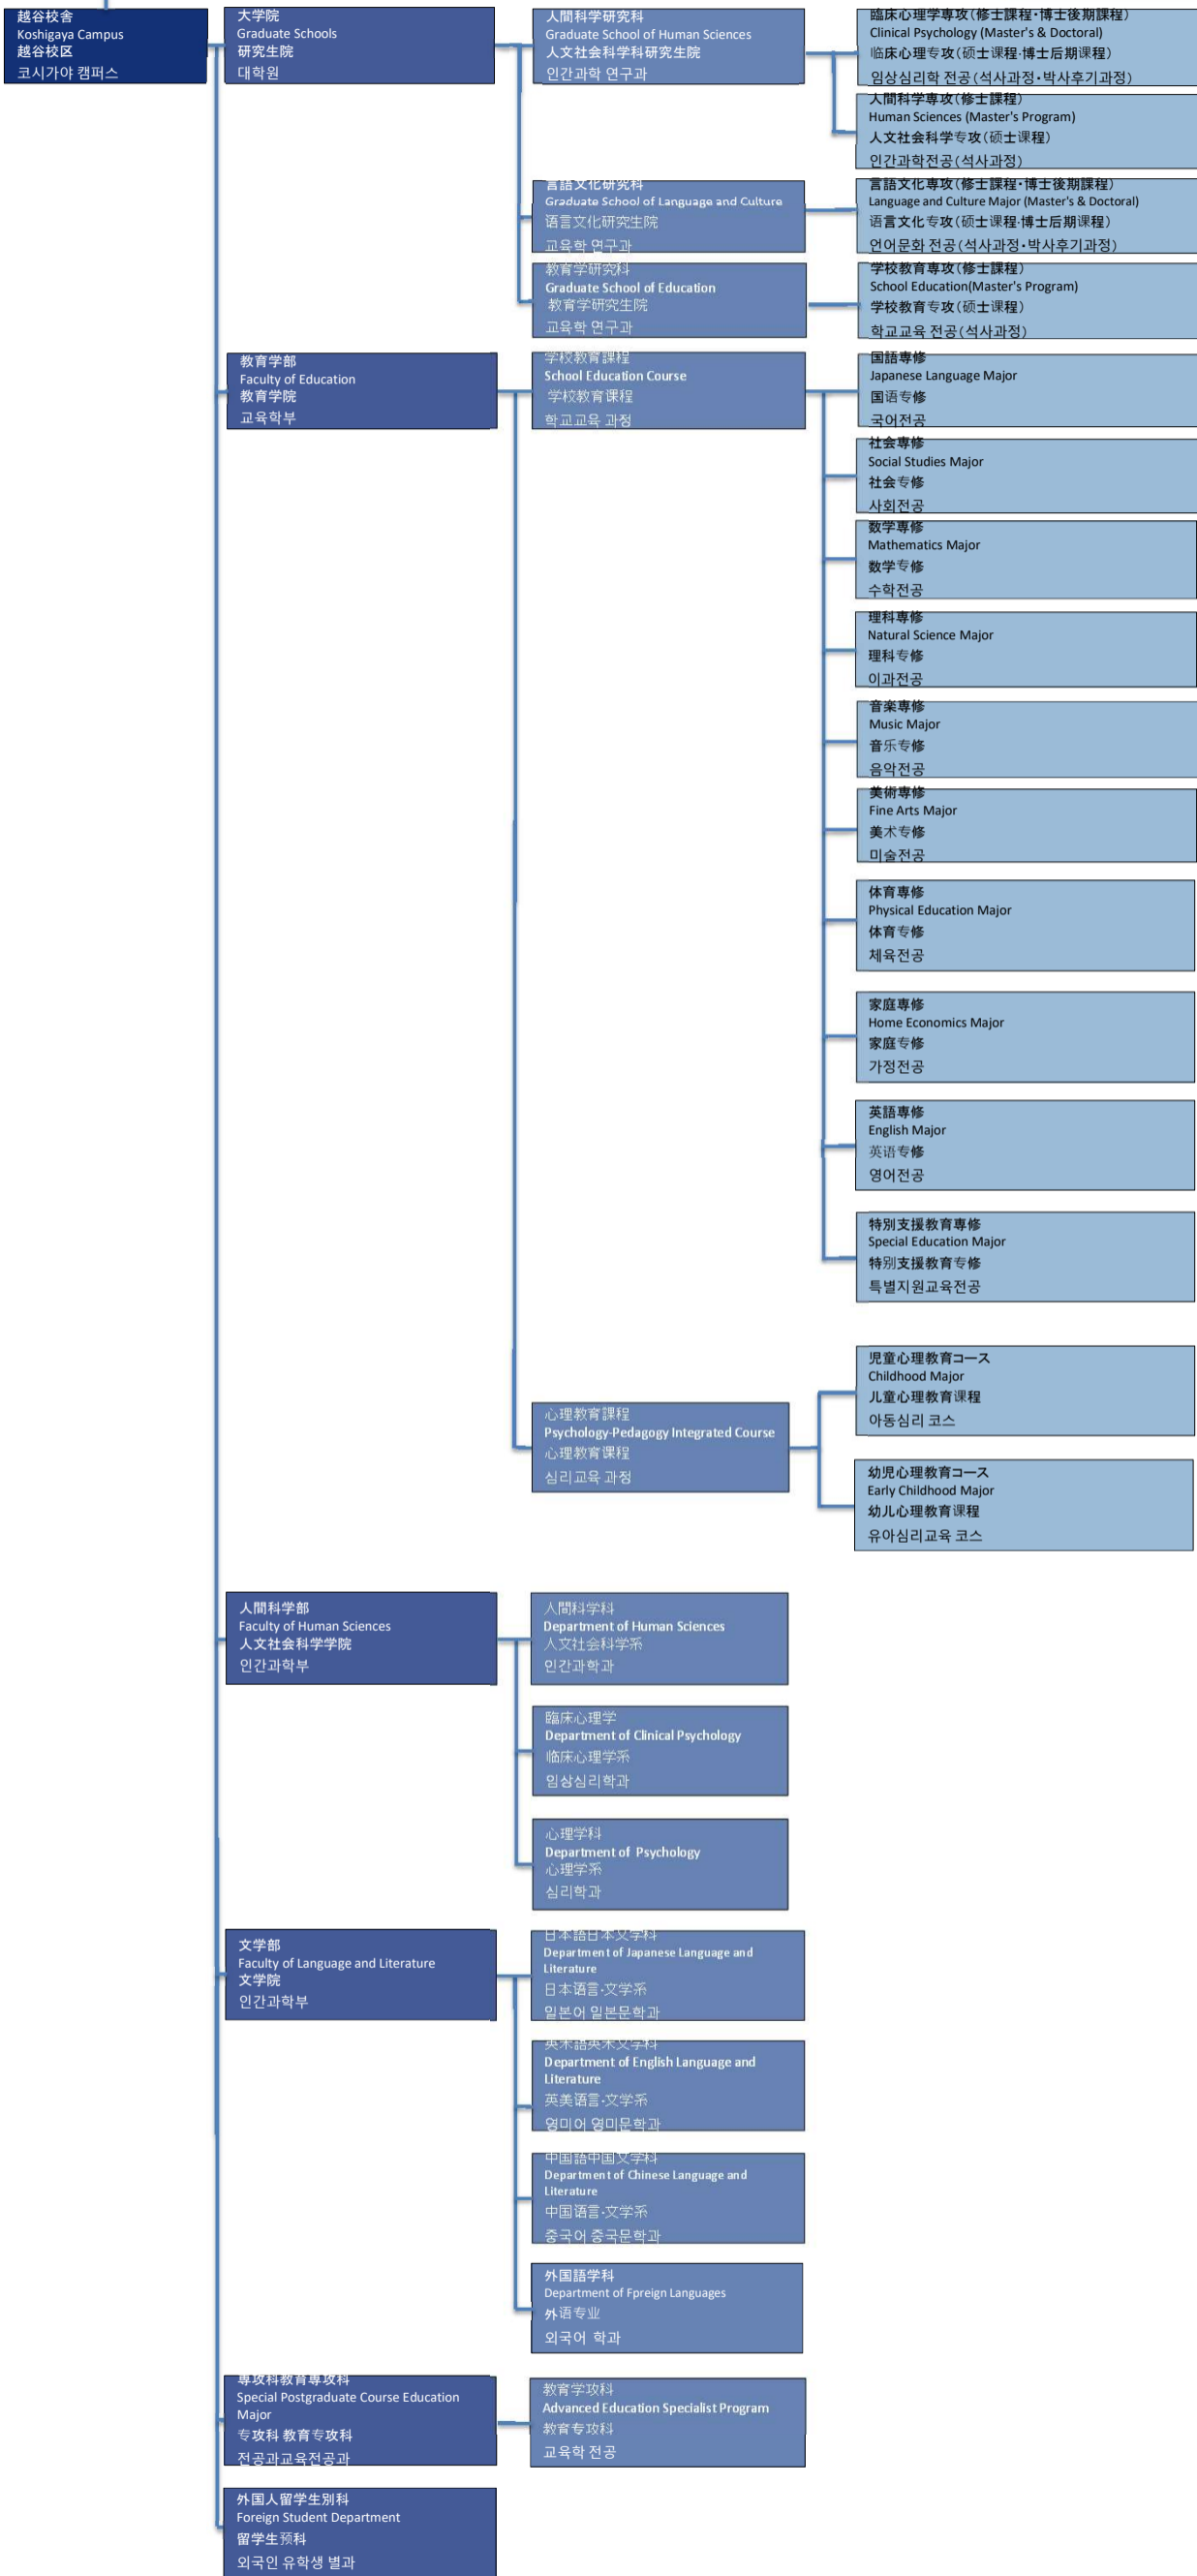 越谷校舎
Koshigaya Campus
越谷校区
코시가야 캠퍼스
大学院
Graduate Schools
研究生院
대학원
人間科学研究科
Graduate School of Human Sciences
人文社会科学科研究生院
인간과학 연구과
臨床心理学専攻(修士課程・博士後期課程)
Clinical Psychology (Master's & Doctoral)
临床心理专攻(硕士课程·博士后期课程)
임상심리학 전공(석사과정・박사후기과정)
人間科学専攻(修士課程)
Human Sciences (Master's Program)
人文社会科学专攻(硕士课程)
인간과학전공(석사과정)
言語文化研究科
Graduate School of Language and Culture
语言文化研究生院
교육학 연구과
言語文化専攻(修士課程・博士後期課程)
Language and Culture Major (Master's & Doctoral)
语言文化专攻(硕士课程·博士后期课程)
언어문화 전공(석사과정・박사후기과정)
教育学研究科
Graduate School of Education
教育学研究生院
교육학 연구과
学校教育専攻(修士課程)
School Education(Master's Program)
学校教育专攻(硕士课程)
학교교육 전공(석사과정)
教育学部
Faculty of Education
教育学院
교육학부
学校教育課程
School Education Course
学校教育课程
학교교육 과정
国語専修
Japanese Language Major
国语专修
국어전공
社会専修
Social Studies Major
社会专修
사회전공
数学専修
Mathematics Major
数学专修
수학전공
理科専修
Natural Science Major
理科专修
이과전공
音楽専修
Music Major
音乐专修
음악전공
美術専修
Fine Arts Major
美术专修
미술전공
体育専修
Physical Education Major
体育专修
체육전공
家庭専修
Home Economics Major
家庭专修
가정전공
英語専修
English Major
英语专修
영어전공
特別支援教育専修
Special Education Major
特别支援教育专修
특별지원교육전공
心理教育課程
Psychology-Pedagogy Integrated Course
心理教育课程
심리교육 과정
児童心理教育コース
Childhood Major
儿童心理教育课程
아동심리 코스
幼児心理教育コース
Early Childhood Major
幼儿心理教育课程
유아심리교육 코스
人間科学部
Faculty of Human Sciences
人文社会科学学院
인간과학부
人間科学科
Department of Human Sciences
人文社会科学系
인간과학과
臨床心理学
Department of Clinical Psychology
临床心理学系
임상심리학과
心理学科
Department of Psychology
心理学系
심리학과
文学部
Faculty of Language and Literature
文学院
인간과학부
日本語日本文学科
Department of Japanese Language and
Literature
日本语言·文学系
일본어 일본문학과
英米語英米文学科
Department of English Language and
Literature
英美语言·文学系
영미어 영미문학과
中国語中国文学科
Department of Chinese Language and
Literature
中国语言·文学系
중국어 중국문학과
外国語学科
Department of Fpreign Languages
外语专业
외국어 학과
専攻科教育専攻科
Special Postgraduate Course Education
Major
专攻科 教育专攻科
전공과교육전공과
教育学攻科
Advanced Education Specialist Program
教育专攻科
교육학 전공
外国人留学生別科
Foreign Student Department
留学生预科
외국인 유학생 별과